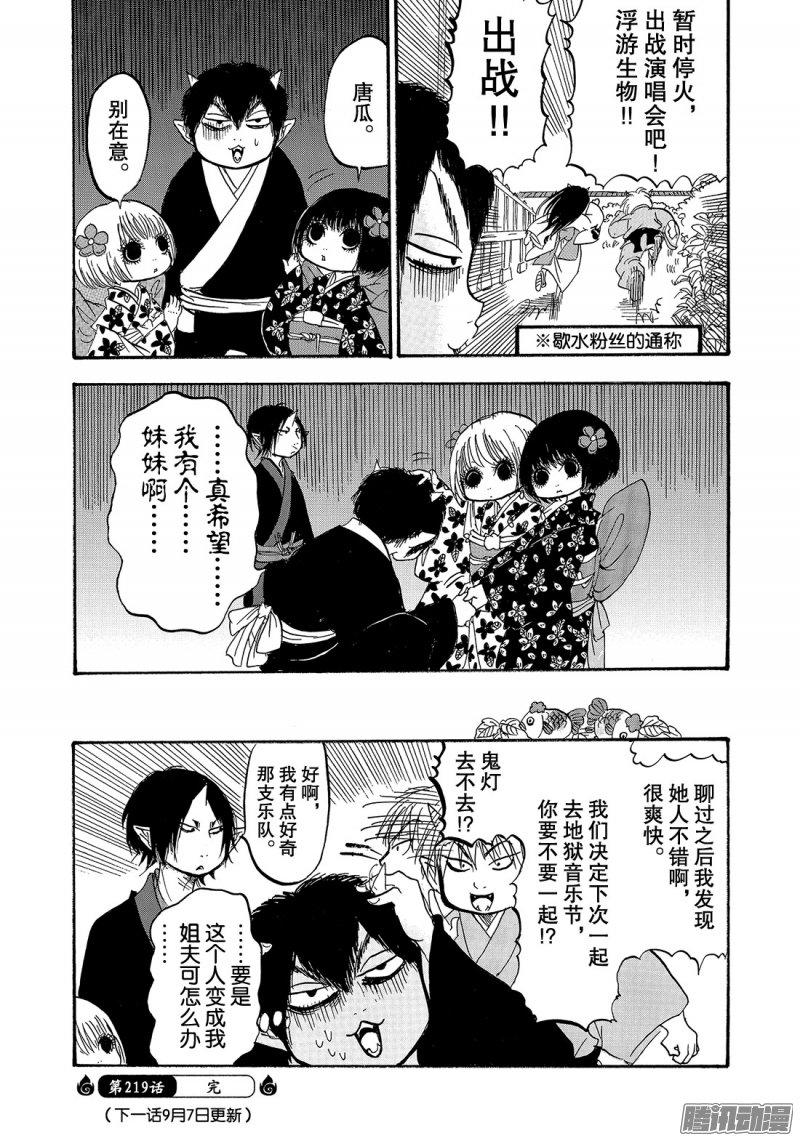 暂时停火，
出战演唱会吧！
浮游生物!!
出战!!
※歇水粉丝的通称
唐瓜。
别在意。
……真希望……
我有个……
妹妹啊……
聊过之后我发现
她人不错啊，
很爽快。
我们决定下次一起
去地狱音乐节，
你要不要一起!?
鬼灯
去不去!?
好啊，
我有点好奇
那支乐队。
……要是
这个人变成我
姐夫可怎么办
……
第219话
完
（下一话9月7日更新）
腾讯动漫